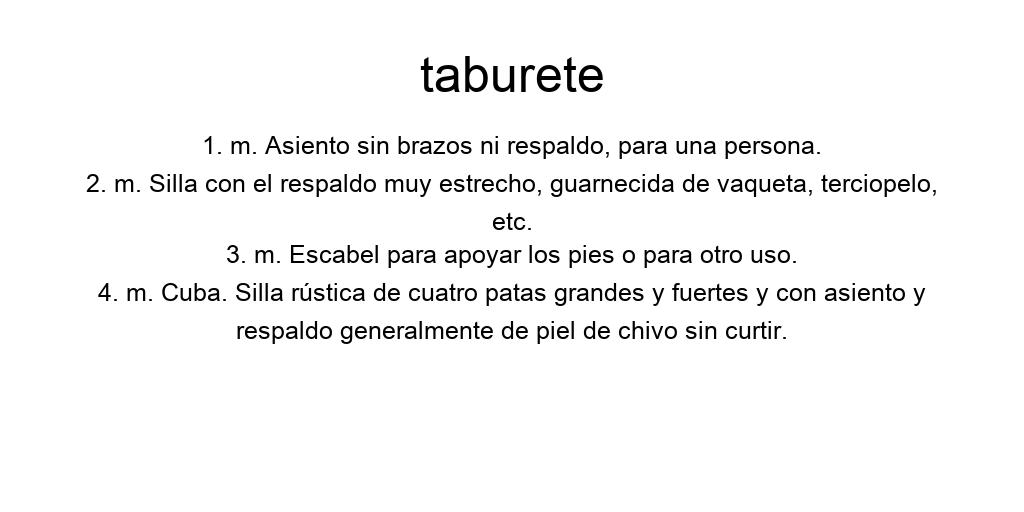 taburete
1. m. Asiento sin brazos ni respaldo, para una persona.
2. m. Silla con el respaldo muy estrecho, guarnecida de vaqueta, terciopelo,
etc.
3. m. Escabel para apoyar los pies o para otro uso.
4. m. Cuba. Silla rústica de cuatro patas grandes y fuertes y con asiento y
respaldo generalmente de piel de chivo sin curtir.